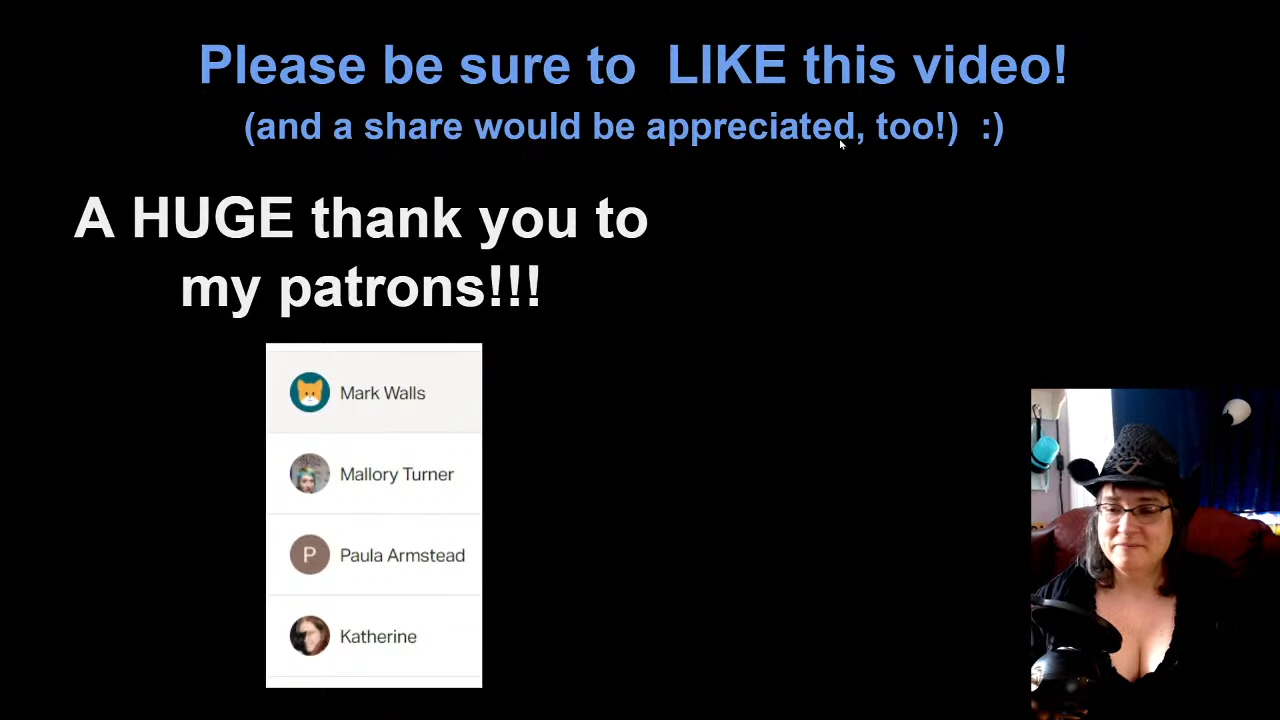 Please be sure to  LIKE this video!
(and a share would be appreciated, too!)  :)
A HUGE thank you to
my patrons!!!
Mark Walls
Mallory Turner
P
Paula Armstead
Katherine